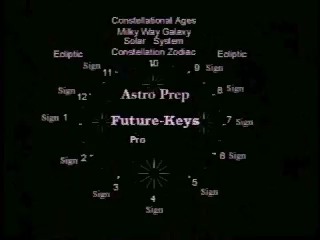 Constellational Ages
Milky Way Galaxy
Solar System
Ecliptic Constellation Zodiac Ecliptic
Sign 11 10 9 Sign
Sign 12 Astro Prep 8 Sign
Sign 1 Future-Keys 7 Sign
Pro
Sign 2 6 Sign
Sign 3 4 5 Sign
Sign